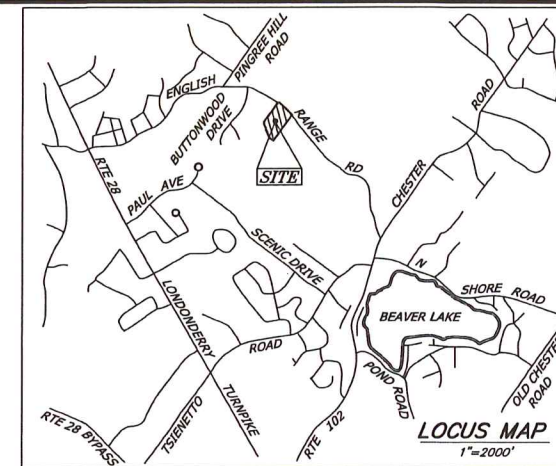 PINGREE HILL
ROAD
ENGLISH
RANGE
RD
BUTTONWOOD
DRIVE
SITE
CHESTER
ROAD
RTE 28
PAUL AVE
SCENIC DRIVE
N
SHORE ROAD
BEAVER LAKE
LONDONDERRY
TURNPIKE
TSIENETTO
ROAD
POND ROAD
OLD CHESTER
ROAD
RTE 28 BYPASS
RTE 102
LOCUS MAP
1"=2000'